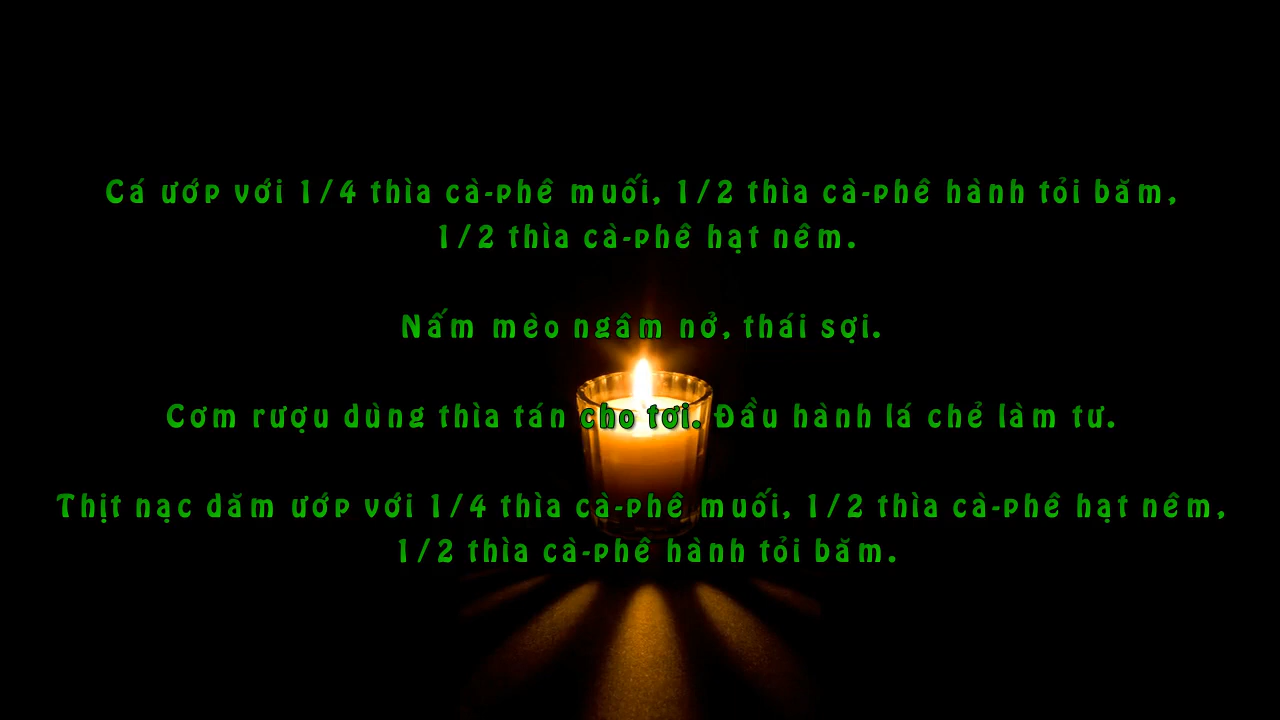 Cá ướp với 1/4 thìa cà-phê muối, 1/2 thìa cà-phê hành tỏi băm,
1/2 thìa cà-phê hạt nêm.
Nấm mèo ngâm nở, thái sợi.
Cơm rượu dùng thìa tán cho tơi. Đầu hành lá chẻ làm tư.
Thịt nạc dăm ướp với 1/4 thìa cà-phê muối, 1/2 thìa cà-phê hạt nêm,
1/2 thìa cà-phê hành tỏi băm.